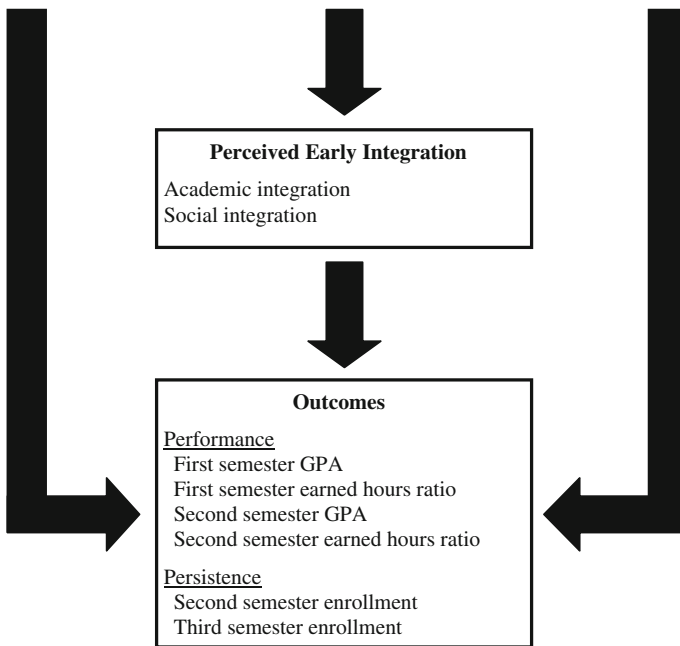 Perceived Early Integration
Academic integration
Social integration
Outcomes
Performance
First semester GPA
First semester earned hours ratio
Second semester GPA
Second semester earned hours ratio
Persistence
Second semester enrollment
Third semester enrollment